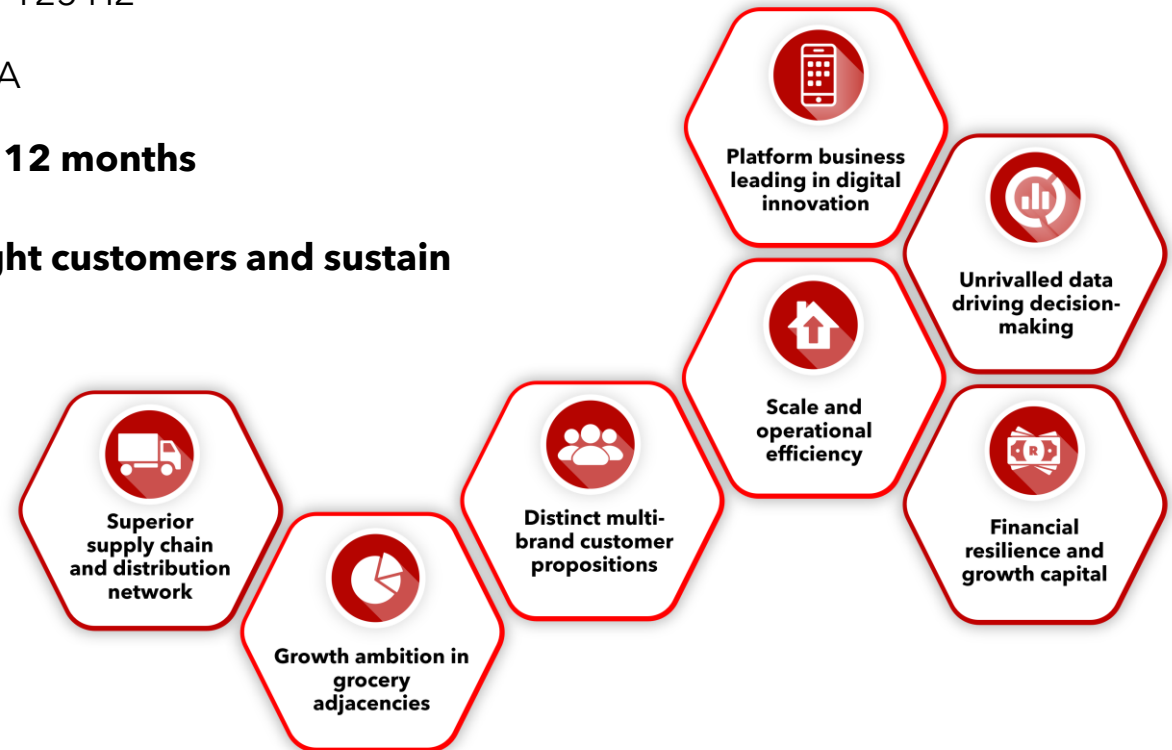 A
12 months
ght customers and sustain
Platform business
leading in digital
innovation
Unrivalled data
driving decision-
making
Scale and
operational
efficiency
Financial
resilience and
growth capital
Distinct multi-
brand customer
propositions
Superior
supply chain
and distribution
network
Growth ambition in
grocery
adjacencies
R